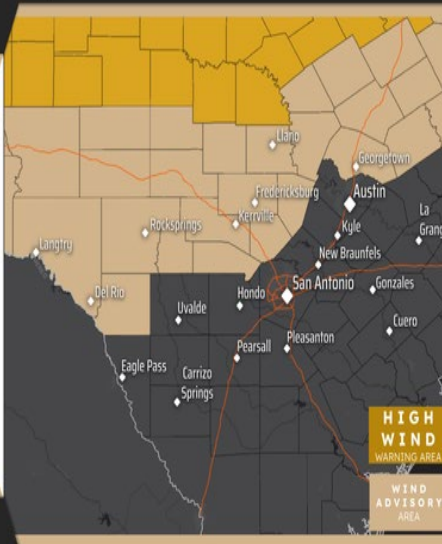 Llano
Georgetown
Fredericksburg
Austin
Kerrville
La
Grang
Rocksprings
Kyle
Langtry
New Braunfels
San Antonio
Del Rio
Hondo
Gonzales
Uvalde
Cuero
Pearsall
Pleasanton
Eagle Pass
Carrizo
Springs
HIGH
WIND
WARNING AREA
WIND
ADVISORY
AREA